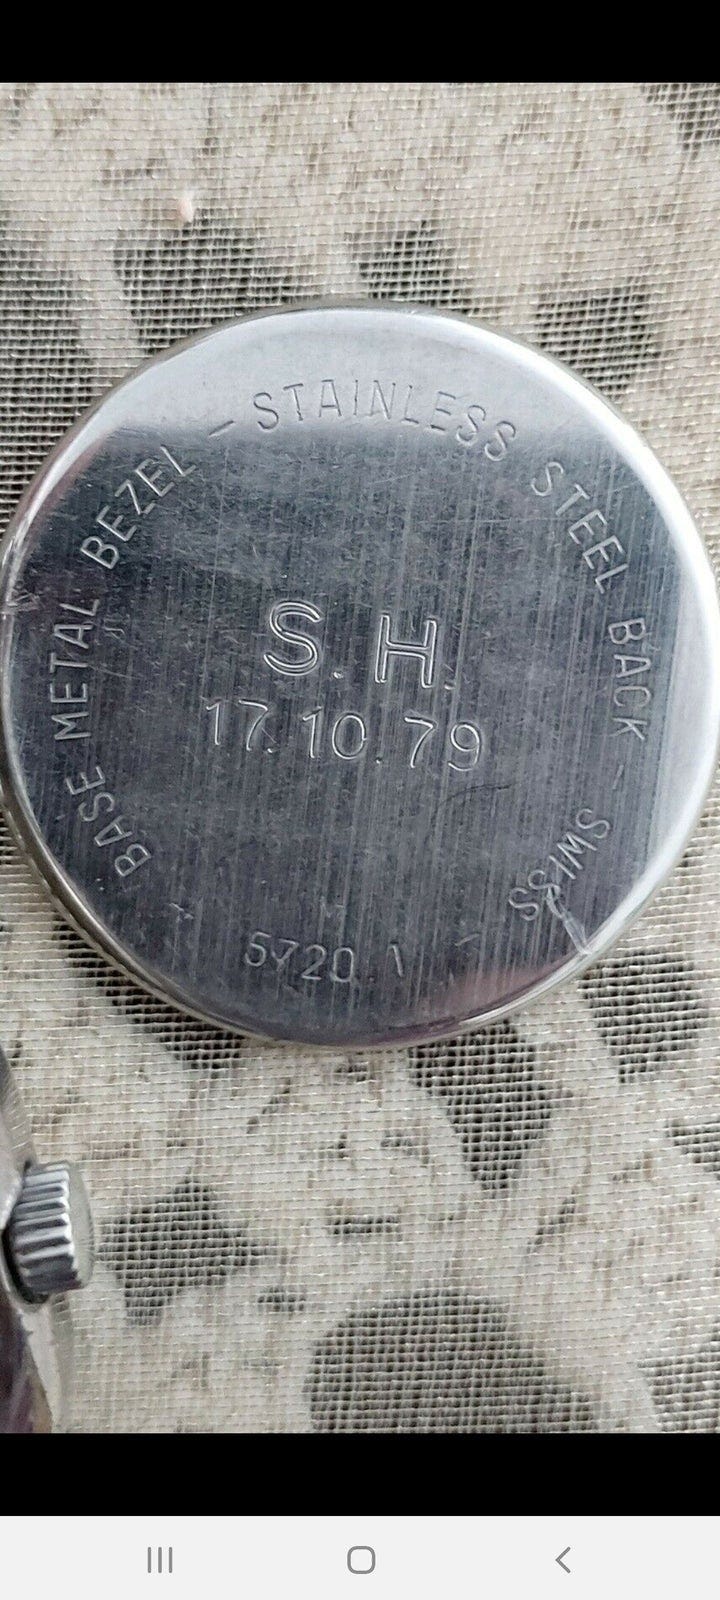 BASE METAL BEZEL - STAINLESS STEEL BACK - SWISS -
S. H.
17.10.79
5720.1